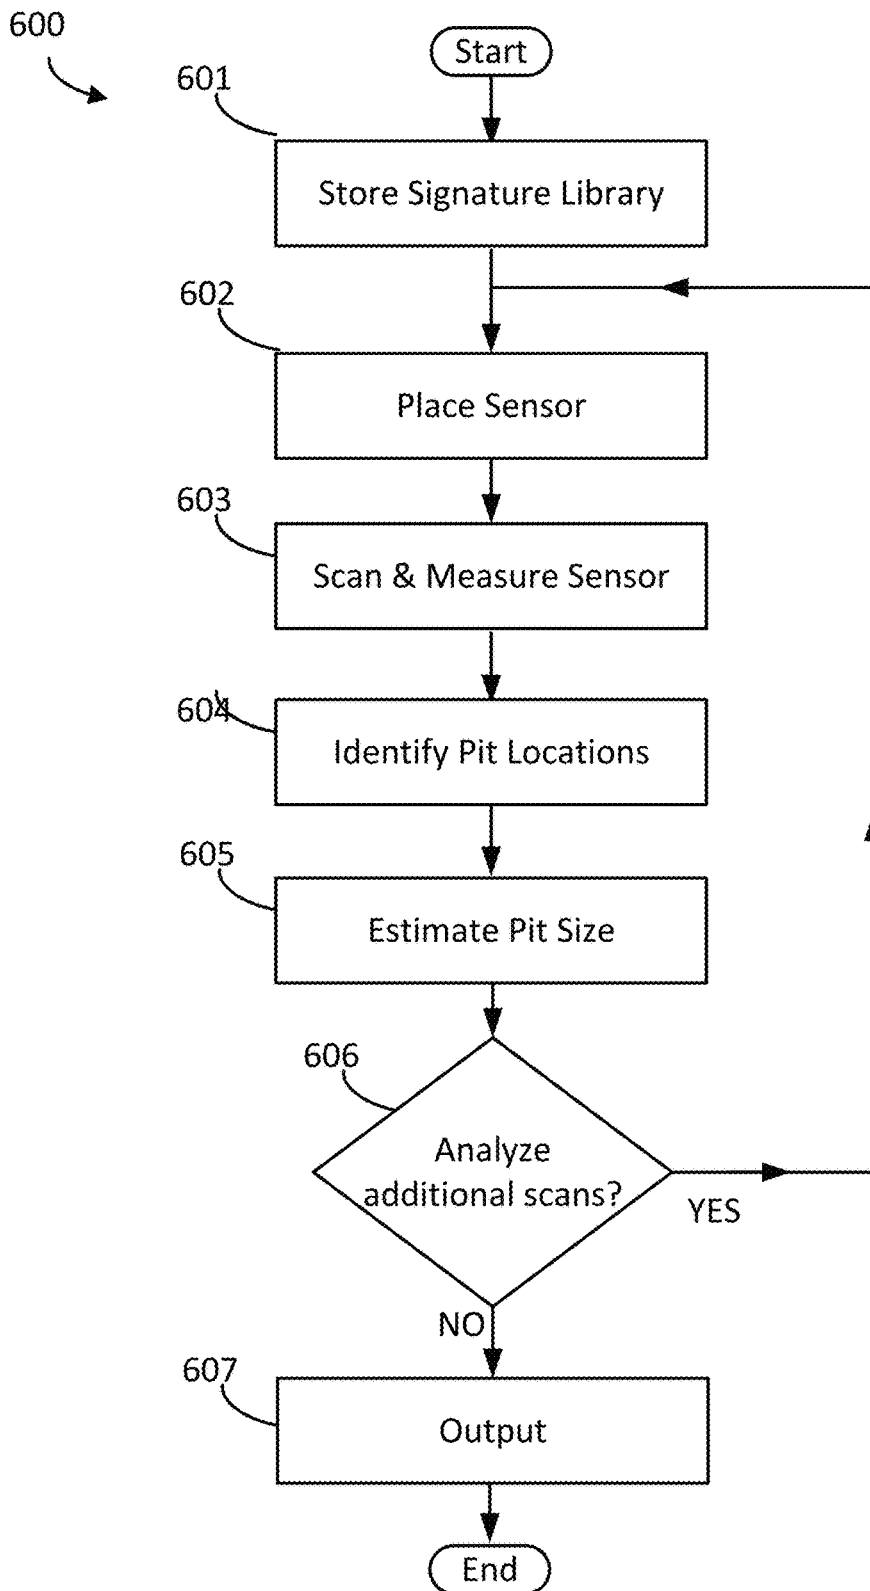 600
Start
601
Store Signature Library
602
Place Sensor
603
Scan & Measure Sensor
604
Identify Pit Locations
605
Estimate Pit Size
606
Analyze
additional scans?
YES
NO
607
Output
End